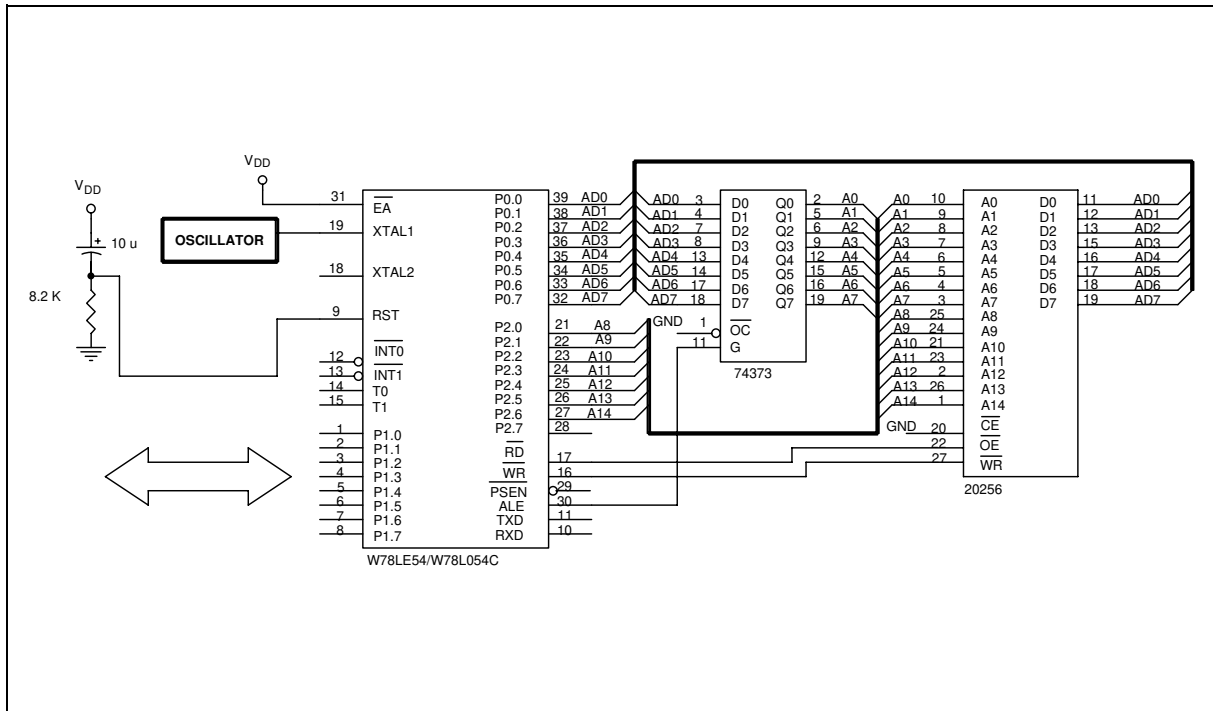 V_DD
V_DD
10 u
8.2 K
OSCILLATOR
31 EA P0.0 39 AD0
P0.1 38 AD1
19 XTAL1 P0.2 37 AD2
P0.3 36 AD3
P0.4 35 AD4
18 XTAL2 P0.5 34 AD5
P0.6 33 AD6
P0.7 32 AD7
9 RST
P2.0 21 A8
P2.1 22 A9
12 INT0 P2.2 23 A10
13 INT1 P2.3 24 A11
14 T0 P2.4 25 A12
15 T1 P2.5 26 A13
P2.6 27 A14
P2.7 28
1 P1.0
2 P1.1 RD 17
3 P1.2
4 P1.3 WR 16
5 P1.4 PSEN 29
6 P1.5 ALE 30
7 P1.6 TXD 11
8 P1.7 RXD 10
W78LE54/W78L054C
AD0 3 D0 Q0 2 A0
AD1 4 D1 Q1 5 A1
AD2 7 D2 Q2 6 A2
AD3 8 D3 Q3 9 A3
AD4 13 D4 Q4 12 A4
AD5 14 D5 Q5 15 A5
AD6 17 D6 Q6 16 A6
AD7 18 D7 Q7 19 A7
GND 1 OC
11 G
74373
A0 10 A0 D0 11 AD0
A1 9 A1 D1 12 AD1
A2 8 A2 D2 13 AD2
A3 7 A3 D3 15 AD3
A4 6 A4 D4 16 AD4
A5 5 A5 D5 17 AD5
A6 4 A6 D6 18 AD6
A7 3 A7 D7 19 AD7
A8 25 A8
A9 24 A9
A10 21 A10
A11 23 A11
A12 2 A12
A13 26 A13
A14 1 A14
GND 20 CE
22 OE
27 WR
20256